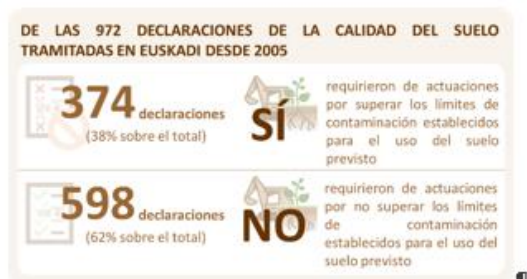 DE LAS 972 DECLARACIONES DE LA CALIDAD DEL SUELO
TRAMITADAS EN EUSKADI DESDE 2005
374 declaraciones
(38% sobre el total)
SÍ
requirieron de actuaciones
por superar los límites de
contaminación establecidos
para el uso del suelo
previsto
598 declaraciones
(62% sobre el total)
NO
requirieron de actuaciones
por no superar los límites
de contaminación
establecidos para el uso del
suelo previsto